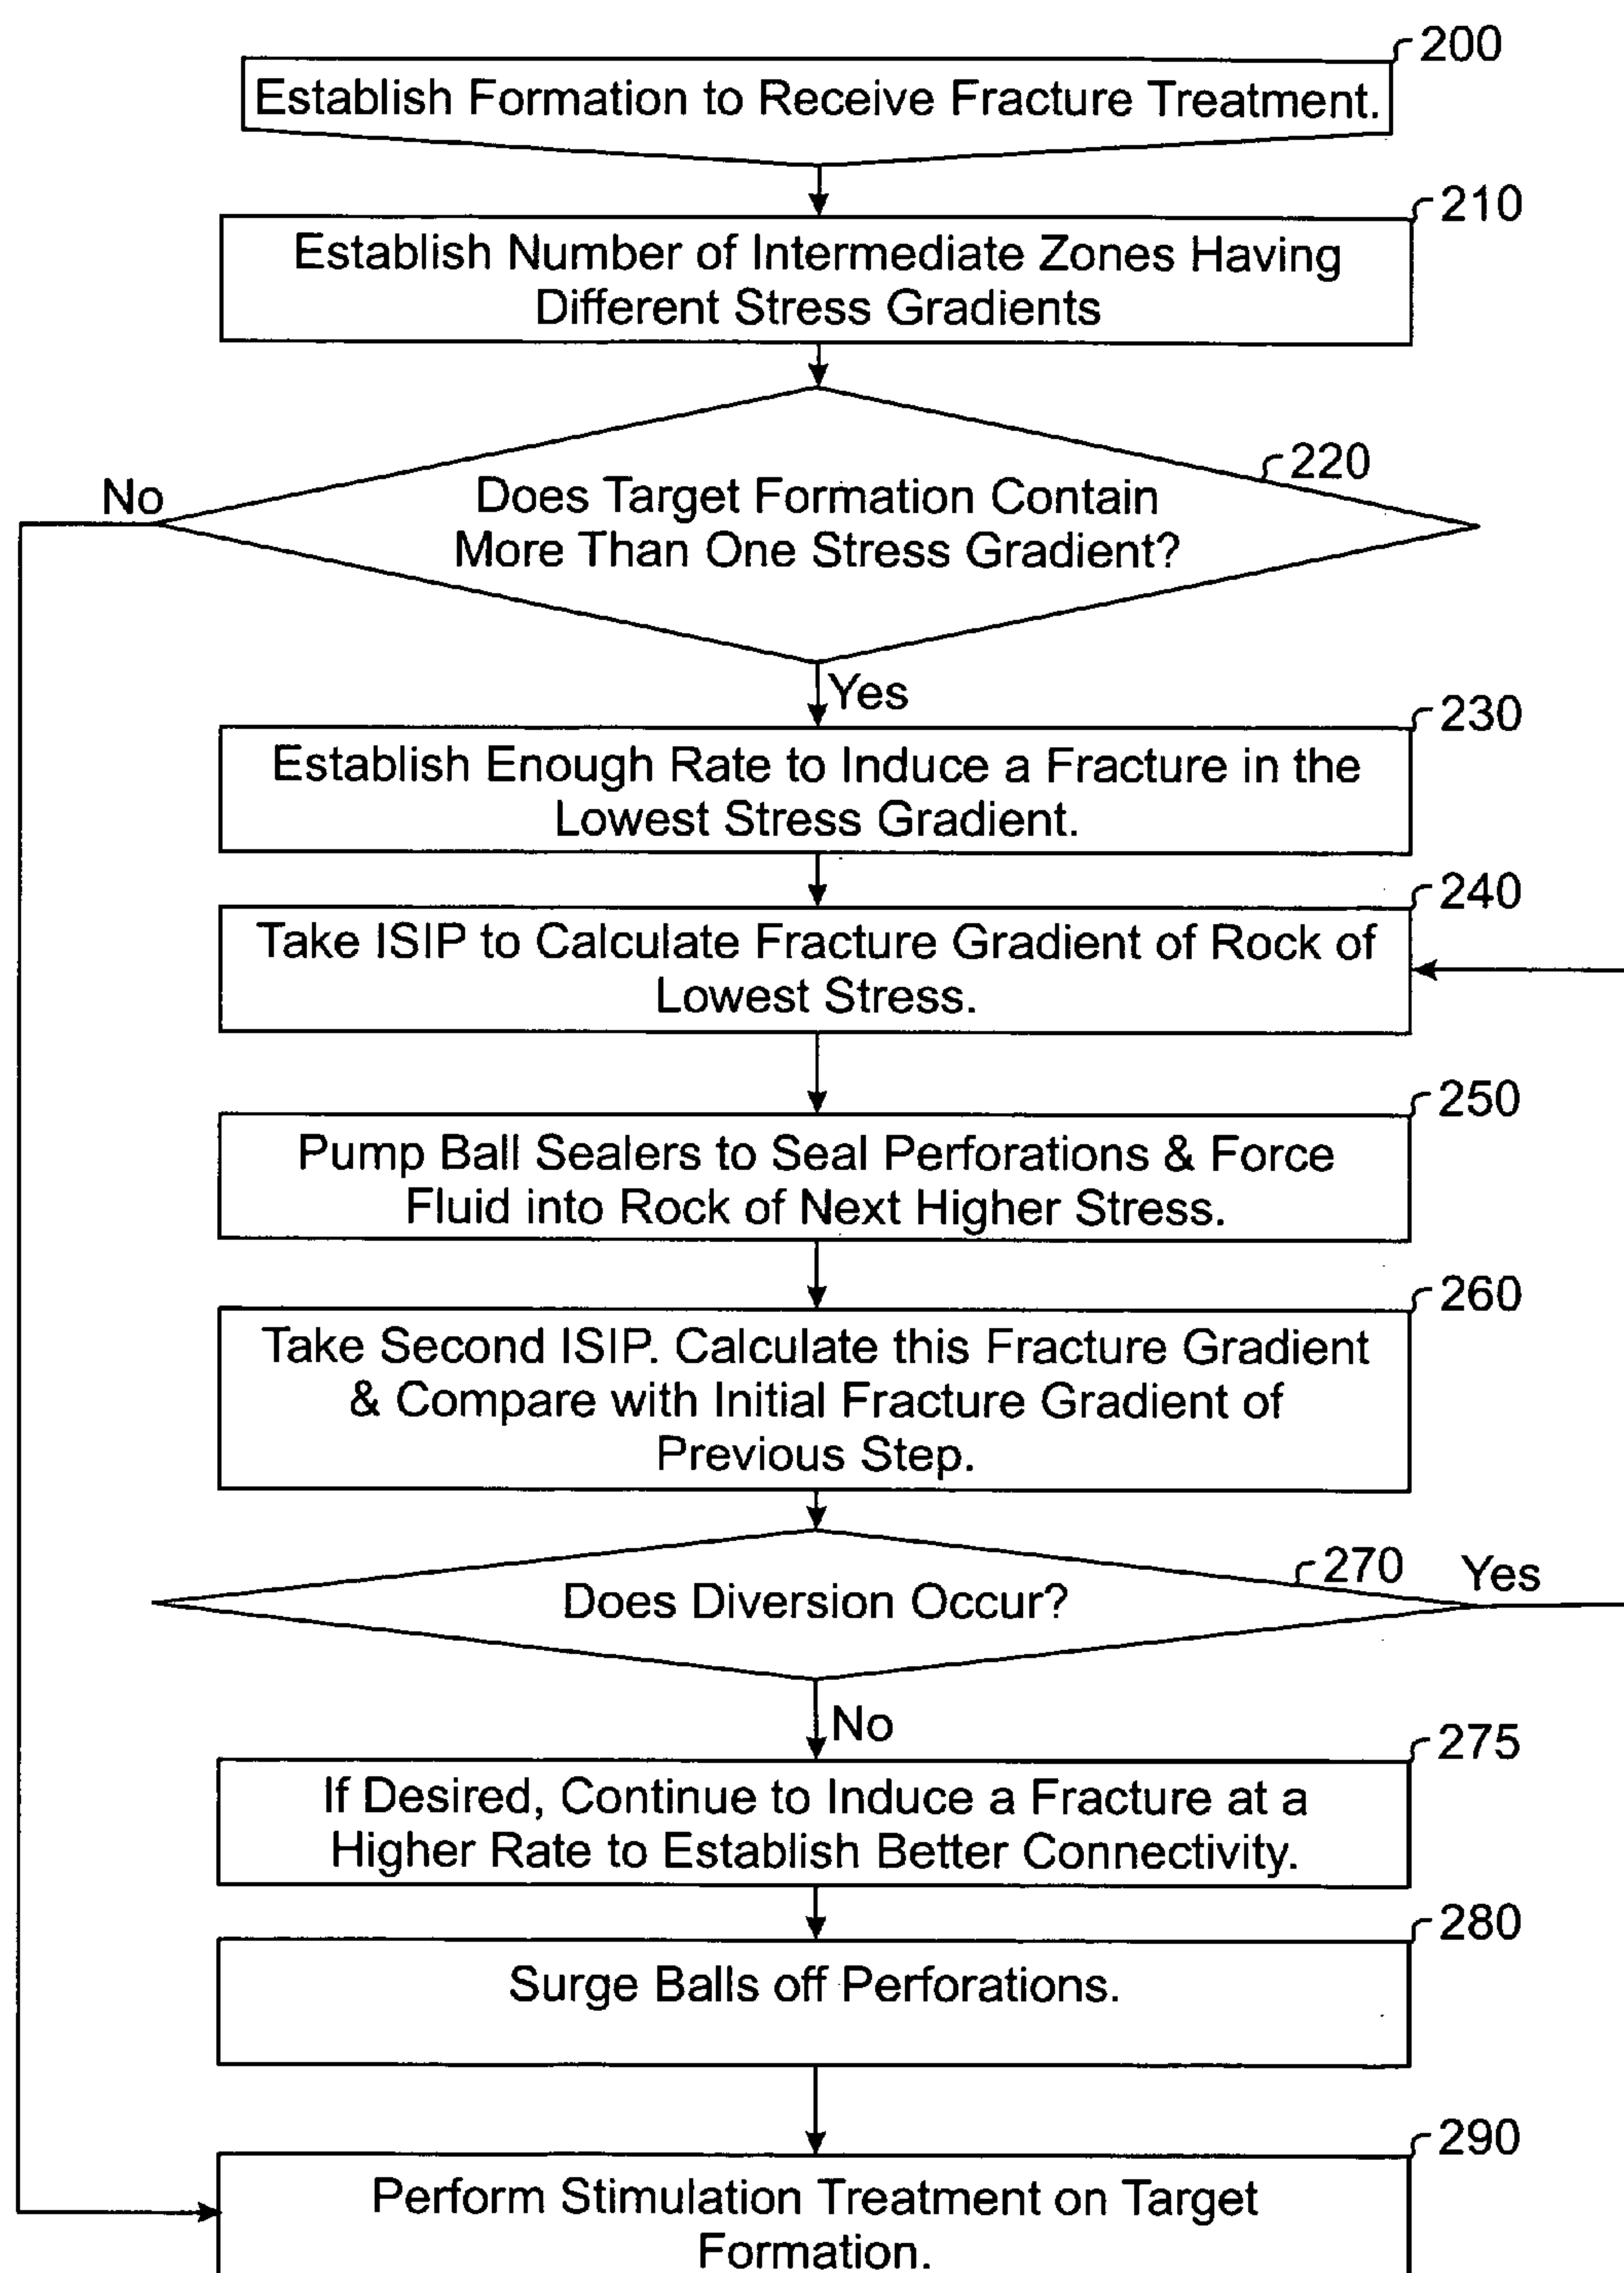 200
Establish Formation to Receive Fracture Treatment.
210
Establish Number of Intermediate Zones Having
Different Stress Gradients
220
No
Does Target Formation Contain
More Than One Stress Gradient?
Yes
230
Establish Enough Rate to Induce a Fracture in the
Lowest Stress Gradient.
240
Take ISIP to Calculate Fracture Gradient of Rock of
Lowest Stress.
250
Pump Ball Sealers to Seal Perforations & Force
Fluid into Rock of Next Higher Stress.
260
Take Second ISIP. Calculate this Fracture Gradient
& Compare with Initial Fracture Gradient of
Previous Step.
270
Yes
Does Diversion Occur?
No
275
If Desired, Continue to Induce a Fracture at a
Higher Rate to Establish Better Connectivity.
280
Surge Balls off Perforations.
290
Perform Stimulation Treatment on Target
Formation.